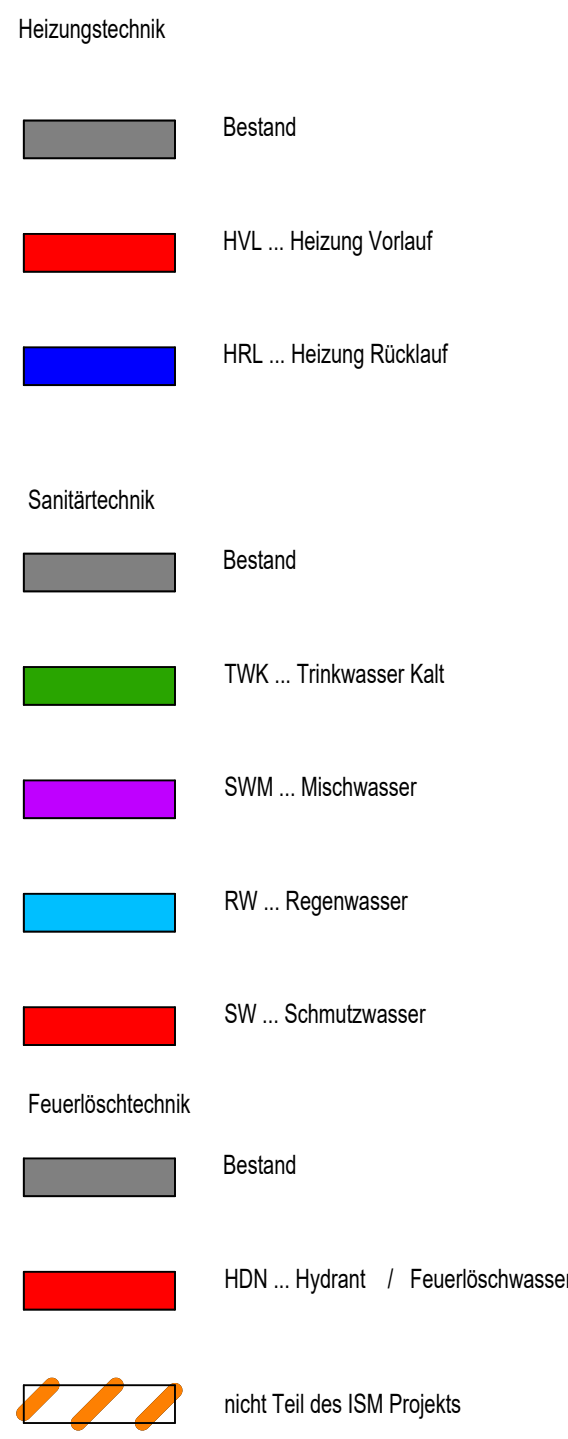 Heizungstechnik
Bestand
HVL ... Heizung Vorlauf
HRL ... Heizung Rücklauf
Sanitärtechnik
Bestand
TWK ... Trinkwasser Kalt
SWM ... Mischwasser
RW ... Regenwasser
SW ... Schmutzwasser
Feuerlöschtechnik
Bestand
HDN ... Hydrant / Feuerlöschwasser
nicht Teil des ISM Projekts